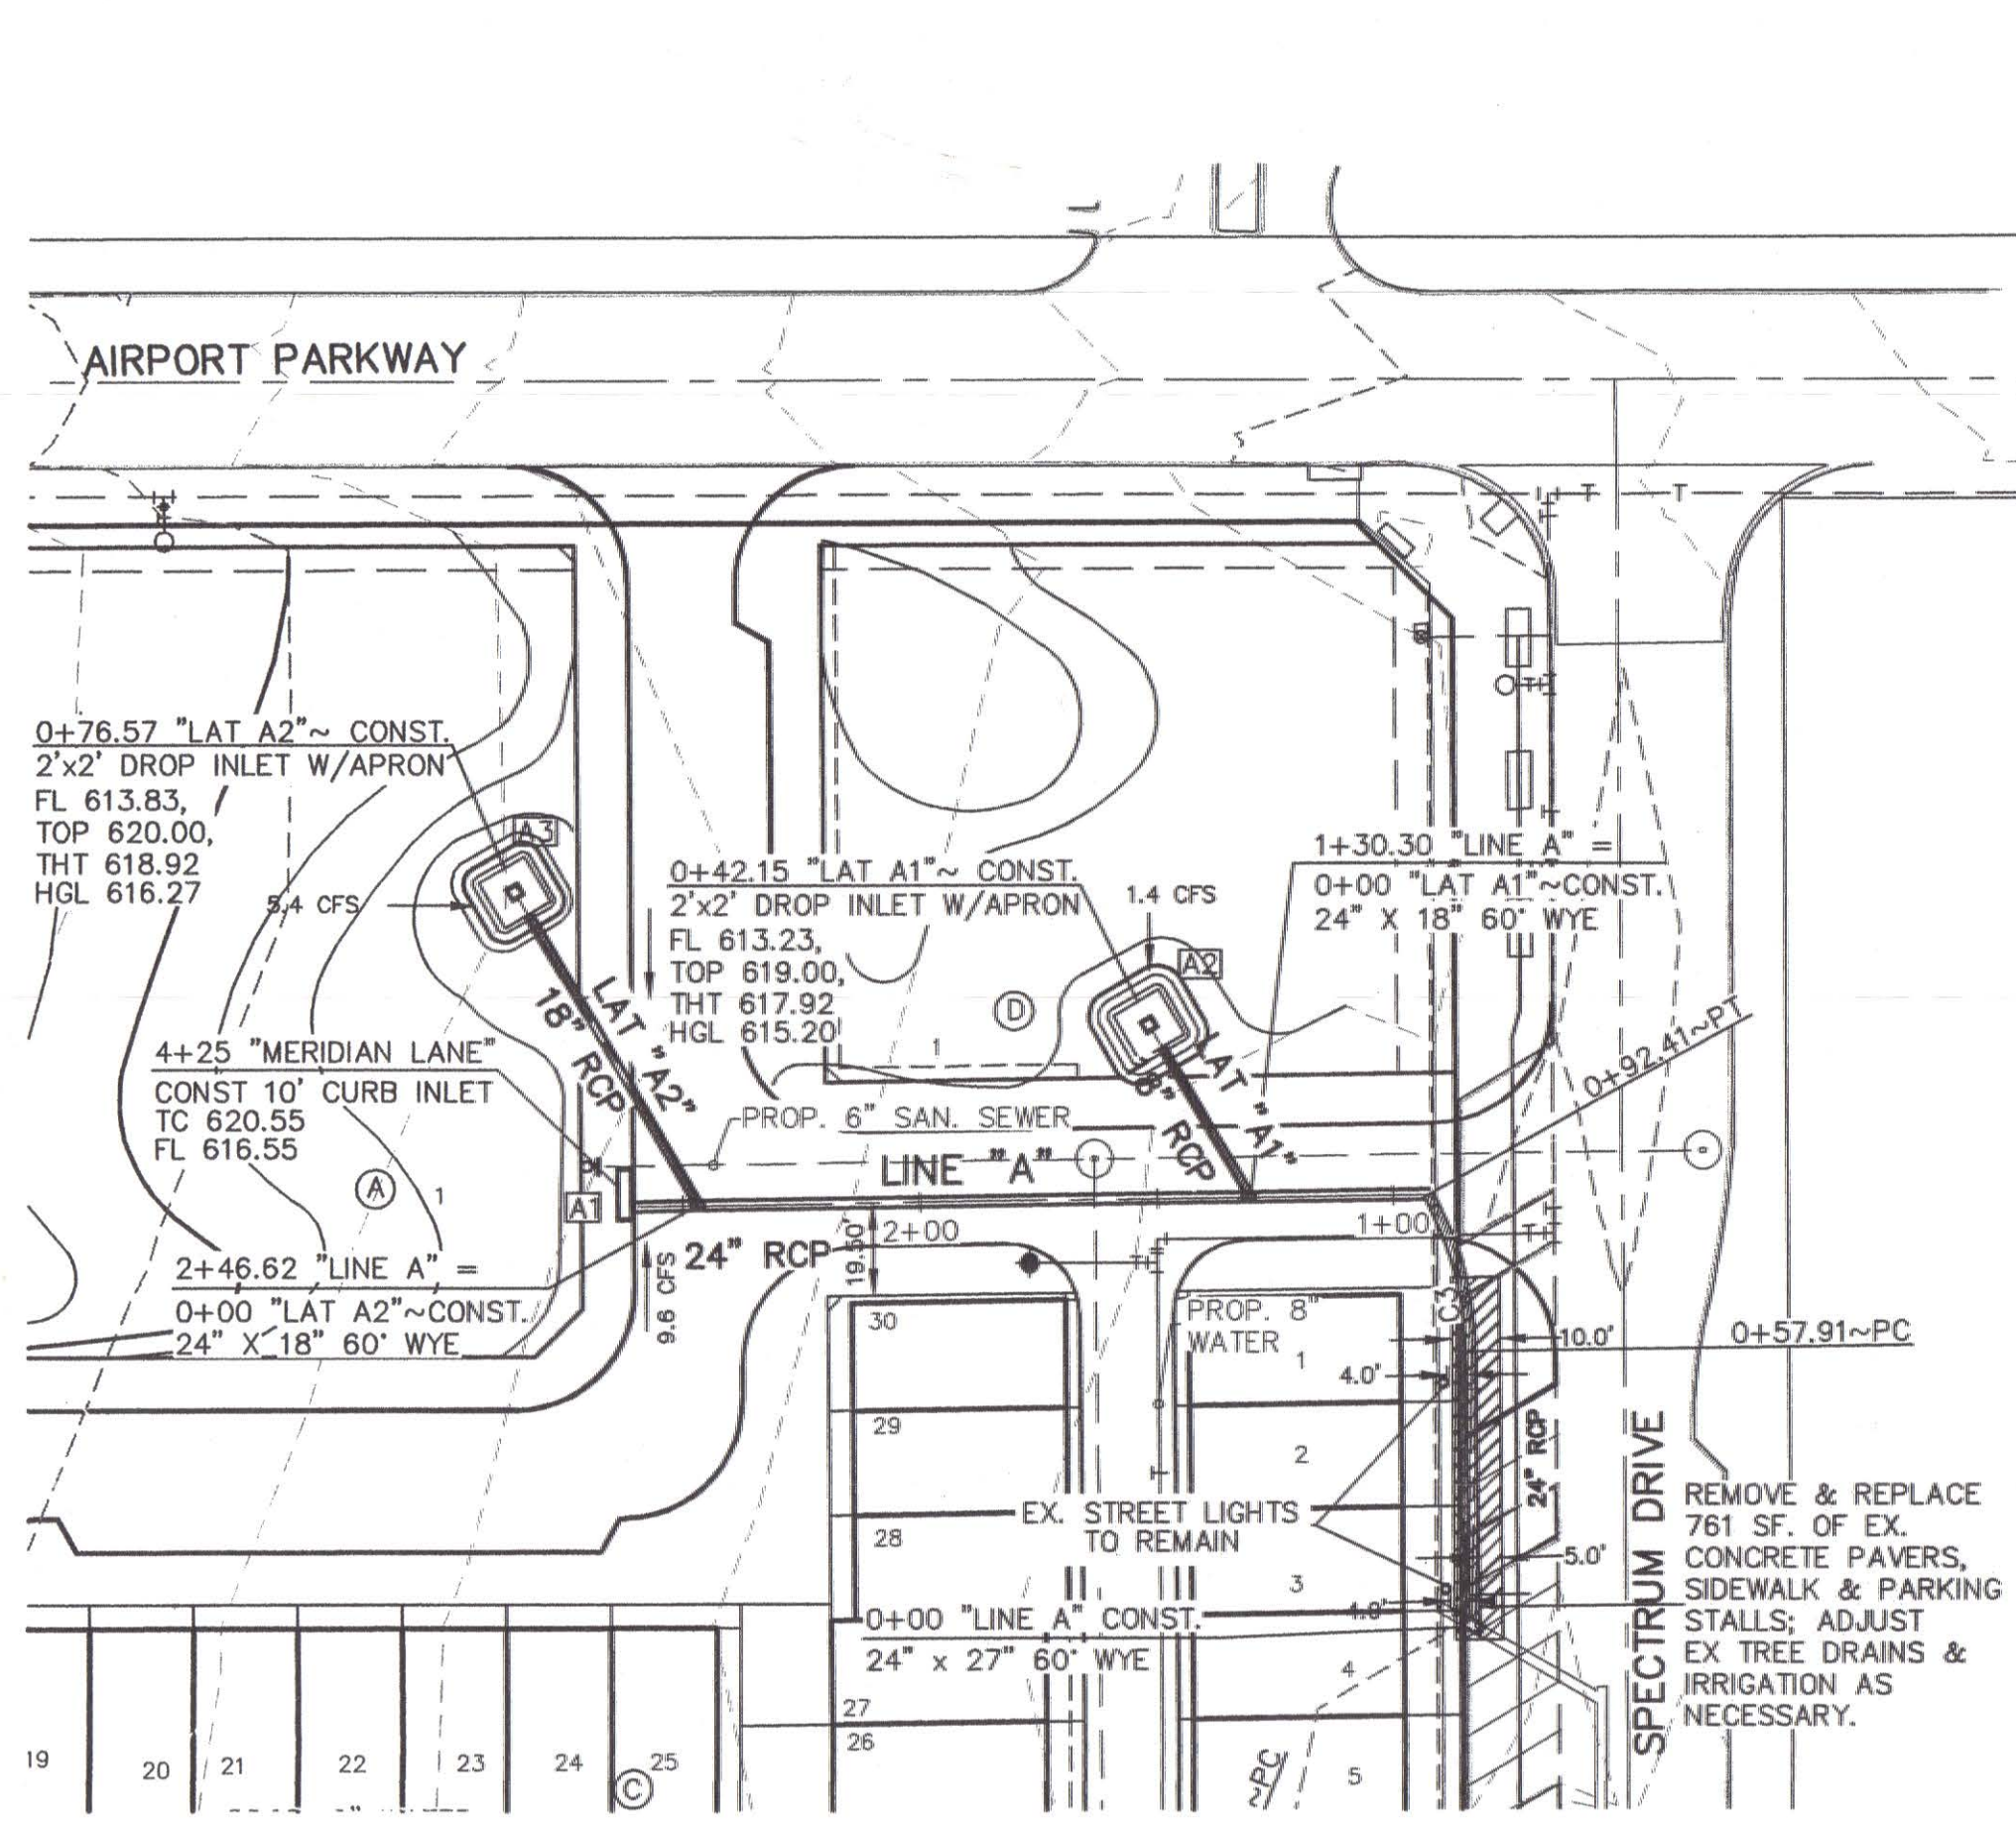 AIRPORT PARKWAY
T
T
0+76.57 "LAT A2"~ CONST.
2'x2' DROP INLET W/APRON
FL 613.83,
TOP 620.00,
THT 618.92
HGL 616.27
A3
5.4 CFS
0+42.15 "LAT A1"~ CONST.
2'x2' DROP INLET W/APRON
FL 613.23,
TOP 619.00,
THT 617.92
HGL 615.20
1.4 CFS
A2
1+30.30 "LINE A" =
0+00 "LAT A1"~CONST.
24" X 18" 60° WYE
LAT "A2"
18" RCP
D
1
LAT "A1"
18" RCP
0+92.41~PT
4+25 "MERIDIAN LANE"
CONST 10' CURB INLET
TC 620.55
FL 616.55
PROP. 6" SAN. SEWER
LINE "A"
A
1
A1
2+00
1+00
24" RCP
19.50'
9.6 CFS
2+46.62 "LINE A" =
0+00 "LAT A2"~CONST.
24" X 18" 60° WYE
30
PROP. 8"
WATER
1
C3
10.0'
0+57.91~PC
4.0'
29
2
24" RCP
SPECTRUM DRIVE
EX. STREET LIGHTS
TO REMAIN
28
3
5.0'
REMOVE & REPLACE
761 SF. OF EX.
CONCRETE PAVERS,
SIDEWALK & PARKING
STALLS; ADJUST
EX TREE DRAINS &
IRRIGATION AS
NECESSARY.
0+00 "LINE A" CONST.
24" x 27" 60° WYE
4
27
26
19
20
21
22
23
24
25
C
~PC
5